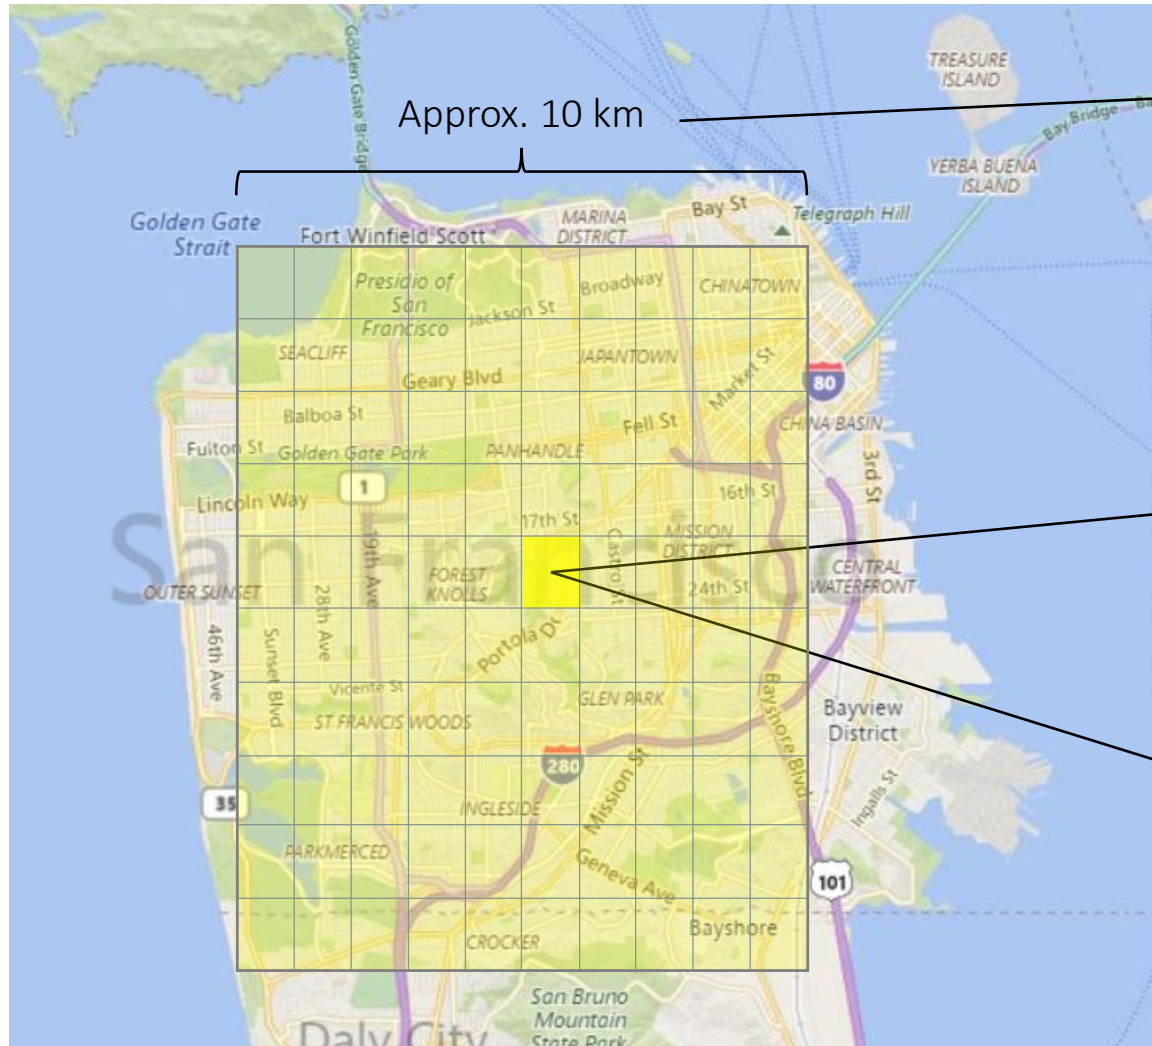 Golden Gate Bridge
Approx. 10 km
TREASURE
ISLAND
Bay Bridge
Ba
YERBA BUENA
ISLAND
Golden Gate
Strait
Fort Winfield Scott
MARINA
DISTRICT
Bay St
Telegraph Hill
Presidio of
San
Francisco
Jackson St
Broadway
CHINATOWN
SEACLIFF
JAPANTOWN
Geary Blvd
Market St
80
Balboa St
Fell St
CHINA BASIN
Fulton St
Golden Gate Park
PANHANDLE
3rd St
1
16th St
Lincoln Way
17th St
San Francisco
19th Ave
Castro St
MISSION
DISTRICT
OUTER SUNSET
28th Ave
FOREST
KNOLLS
24th St
CENTRAL
WATERFRONT
46th Ave
Sunset Blvd
Portola Dr
Vicente St
GLEN PARK
ST FRANCIS WOODS
Bayshore Blvd
Bayview
District
280
Mission St
35
INGLESIDE
Ingalls St
PARKMERCED
Geneva Ave
101
CROCKER
Bayshore
San Bruno
Mountain
State Park
Daly City